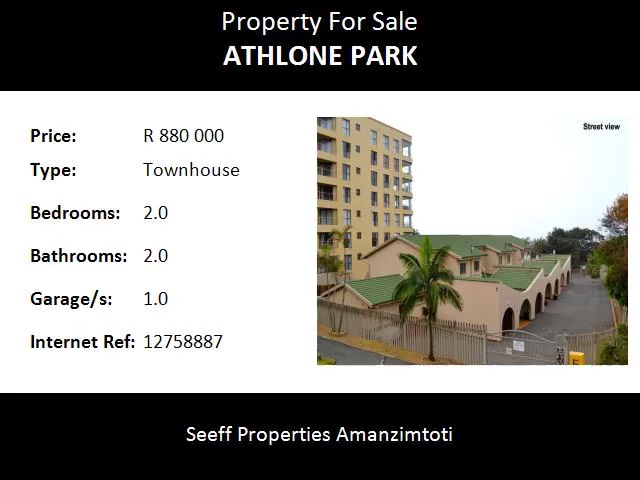 Property For Sale
ATHLONE PARK
Price: R 880 000
Type: Townhouse
Bedrooms: 2.0
Bathrooms: 2.0
Garage/s: 1.0
Internet Ref: 12758887
Street view
Seeff Properties Amanzimtoti